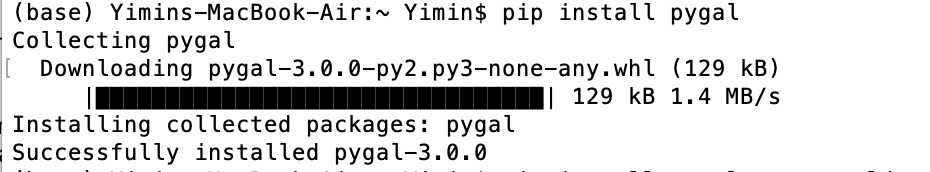 (base) Yimins-MacBook-Air:~ Yimin$ pip install pygal
Collecting pygal
[  Downloading pygal-3.0.0-py2.py3-none-any.whl (129 kB)
|████████████████████████████████| 129 kB 1.4 MB/s
Installing collected packages: pygal
Successfully installed pygal-3.0.0